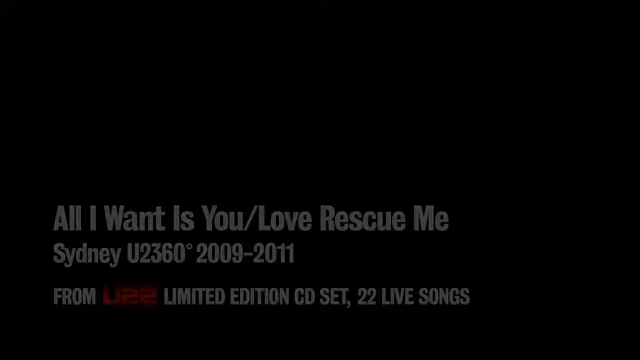 All I Want Is You/Love Rescue Me
Sydney U2360° 2009-2011
FROM U22 LIMITED EDITION CD SET, 22 LIVE SONGS